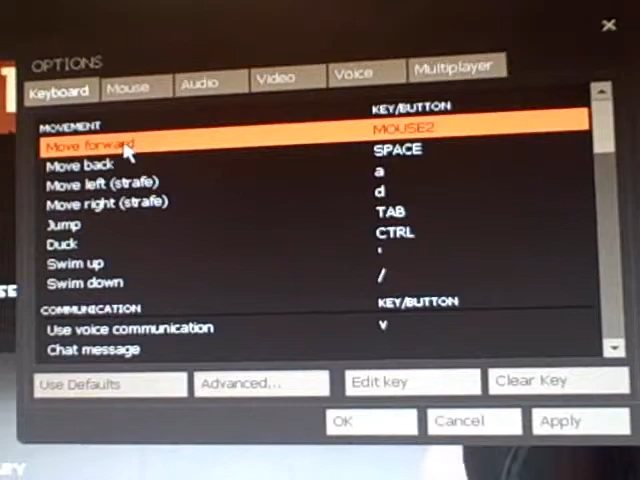 OPTIONS
Keyboard Mouse Audio Video Voice Multiplayer
MOVEMENT KEY/BUTTON
Move forward MOUSE2
Move back SPACE
Move left (strafe) a
Move right (strafe) d
Jump TAB
Duck CTRL
Swim up '
Swim down /
COMMUNICATION KEY/BUTTON
Use voice communication v
Chat message
Use Defaults Advanced... Edit key Clear Key
OK Cancel Apply